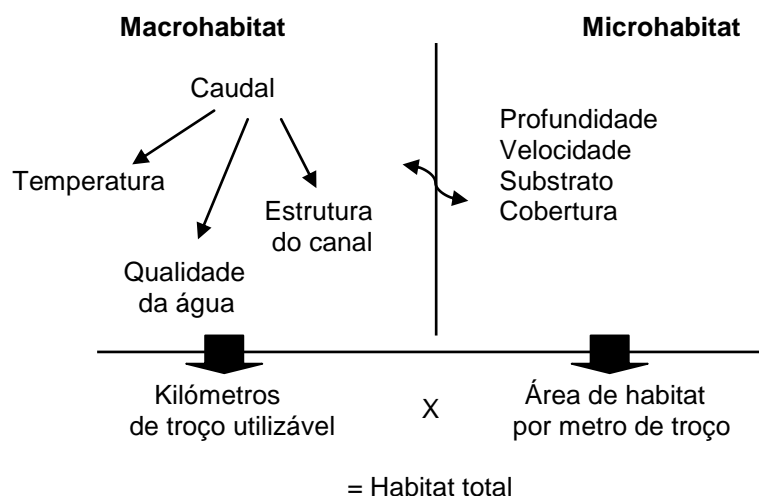 Macrohabitat
Microhabitat
Caudal
Temperatura
Estrutura
do canal
Qualidade
da água
Profundidade
Velocidade
Substrato
Cobertura
Kilómetros
de troço utilizável
X
Área de habitat
por metro de troço
= Habitat total